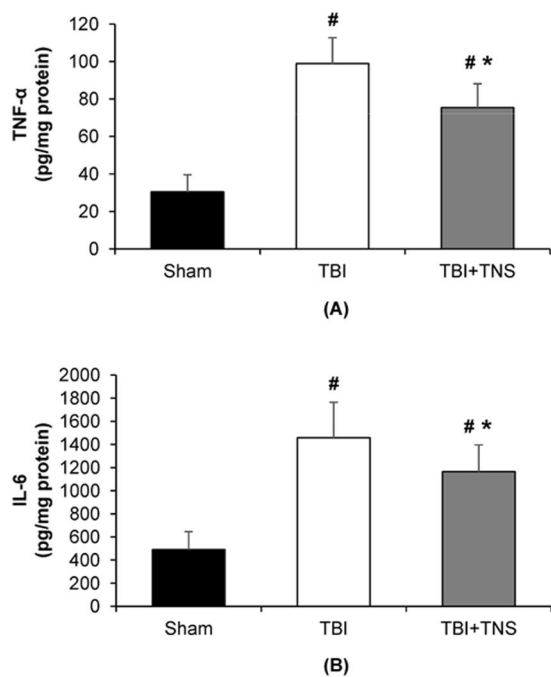 TNF-α
(pg/mg protein)
120
100
80
60
40
20
0
#
# *
Sham TBI TBI+TNS
(A)
IL-6
(pg/mg protein)
2000
1800
1600
1400
1200
1000
800
600
400
200
0
#
# *
Sham TBI TBI+TNS
(B)